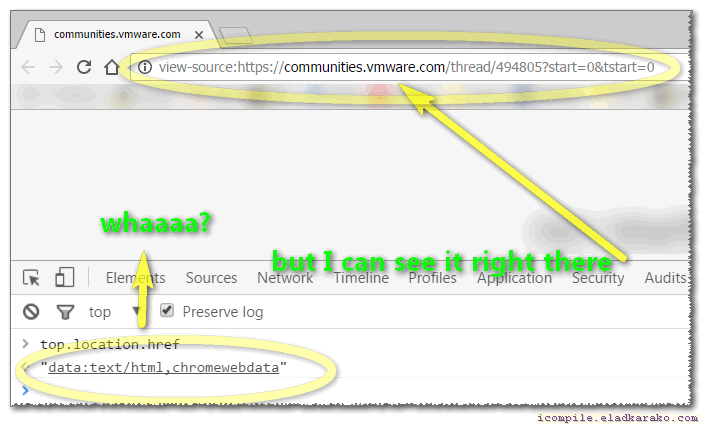 communities.vmware.com
view-source:https://communities.vmware.com/thread/494805?start=0&tstart=0
whaaaa?
but I can see it right there
Elements Sources Network Timeline Profiles Application Security Audits
top Preserve log
top.location.href
"data:text/html,chromewebdata"
icompile.eladkarako.com